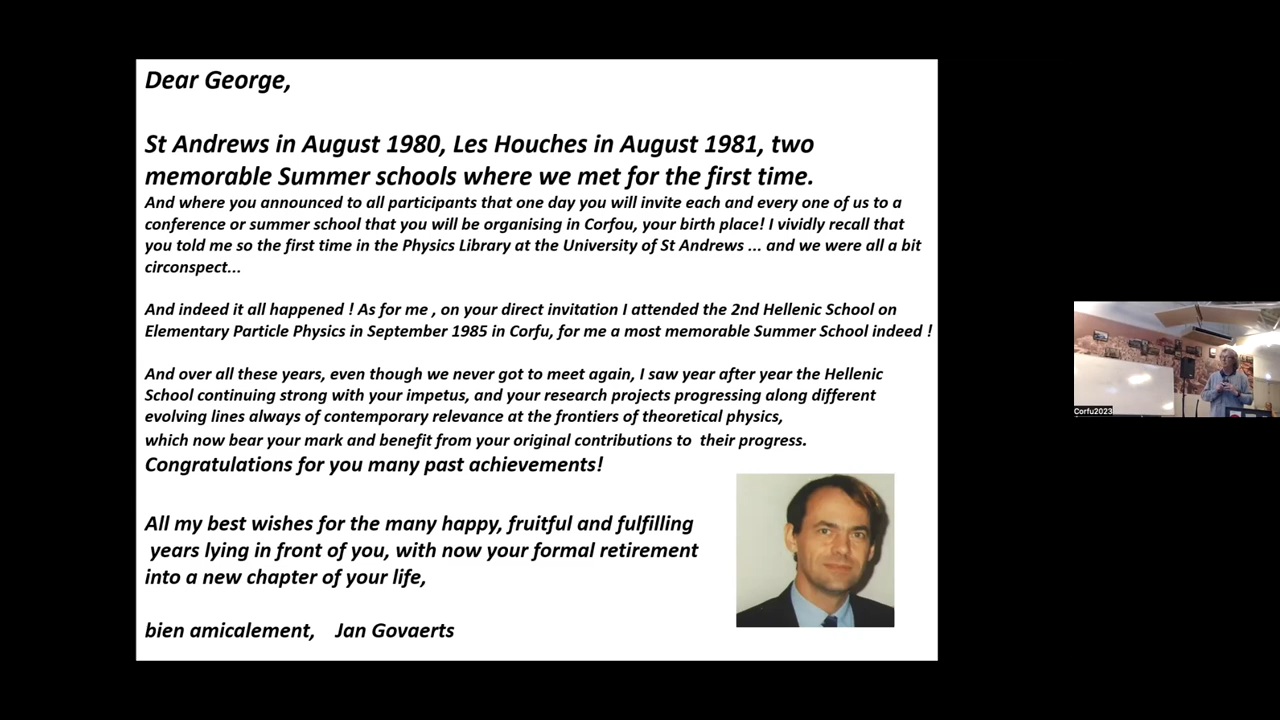 Dear George,
St Andrews in August 1980, Les Houches in August 1981, two
memorable Summer schools where we met for the first time.
And where you announced to all participants that one day you will invite each and every one of us to a
conference or summer school that you will be organising in Corfou, your birth place! I vividly recall that
you told me so the first time in the Physics Library at the University of St Andrews ... and we were all a bit
circonspect...
And indeed it all happened ! As for me , on your direct invitation I attended the 2nd Hellenic School on
Elementary Particle Physics in September 1985 in Corfu, for me a most memorable Summer School indeed !
And over all these years, even though we never got to meet again, I saw year after year the Hellenic
School continuing strong with your impetus, and your research projects progressing along different
evolving lines always of contemporary relevance at the frontiers of theoretical physics,
which now bear your mark and benefit from your original contributions to their progress.
Congratulations for you many past achievements!
All my best wishes for the many happy, fruitful and fulfilling
years lying in front of you, with now your formal retirement
into a new chapter of your life,
bien amicalement, Jan Govaerts
Corfu2023